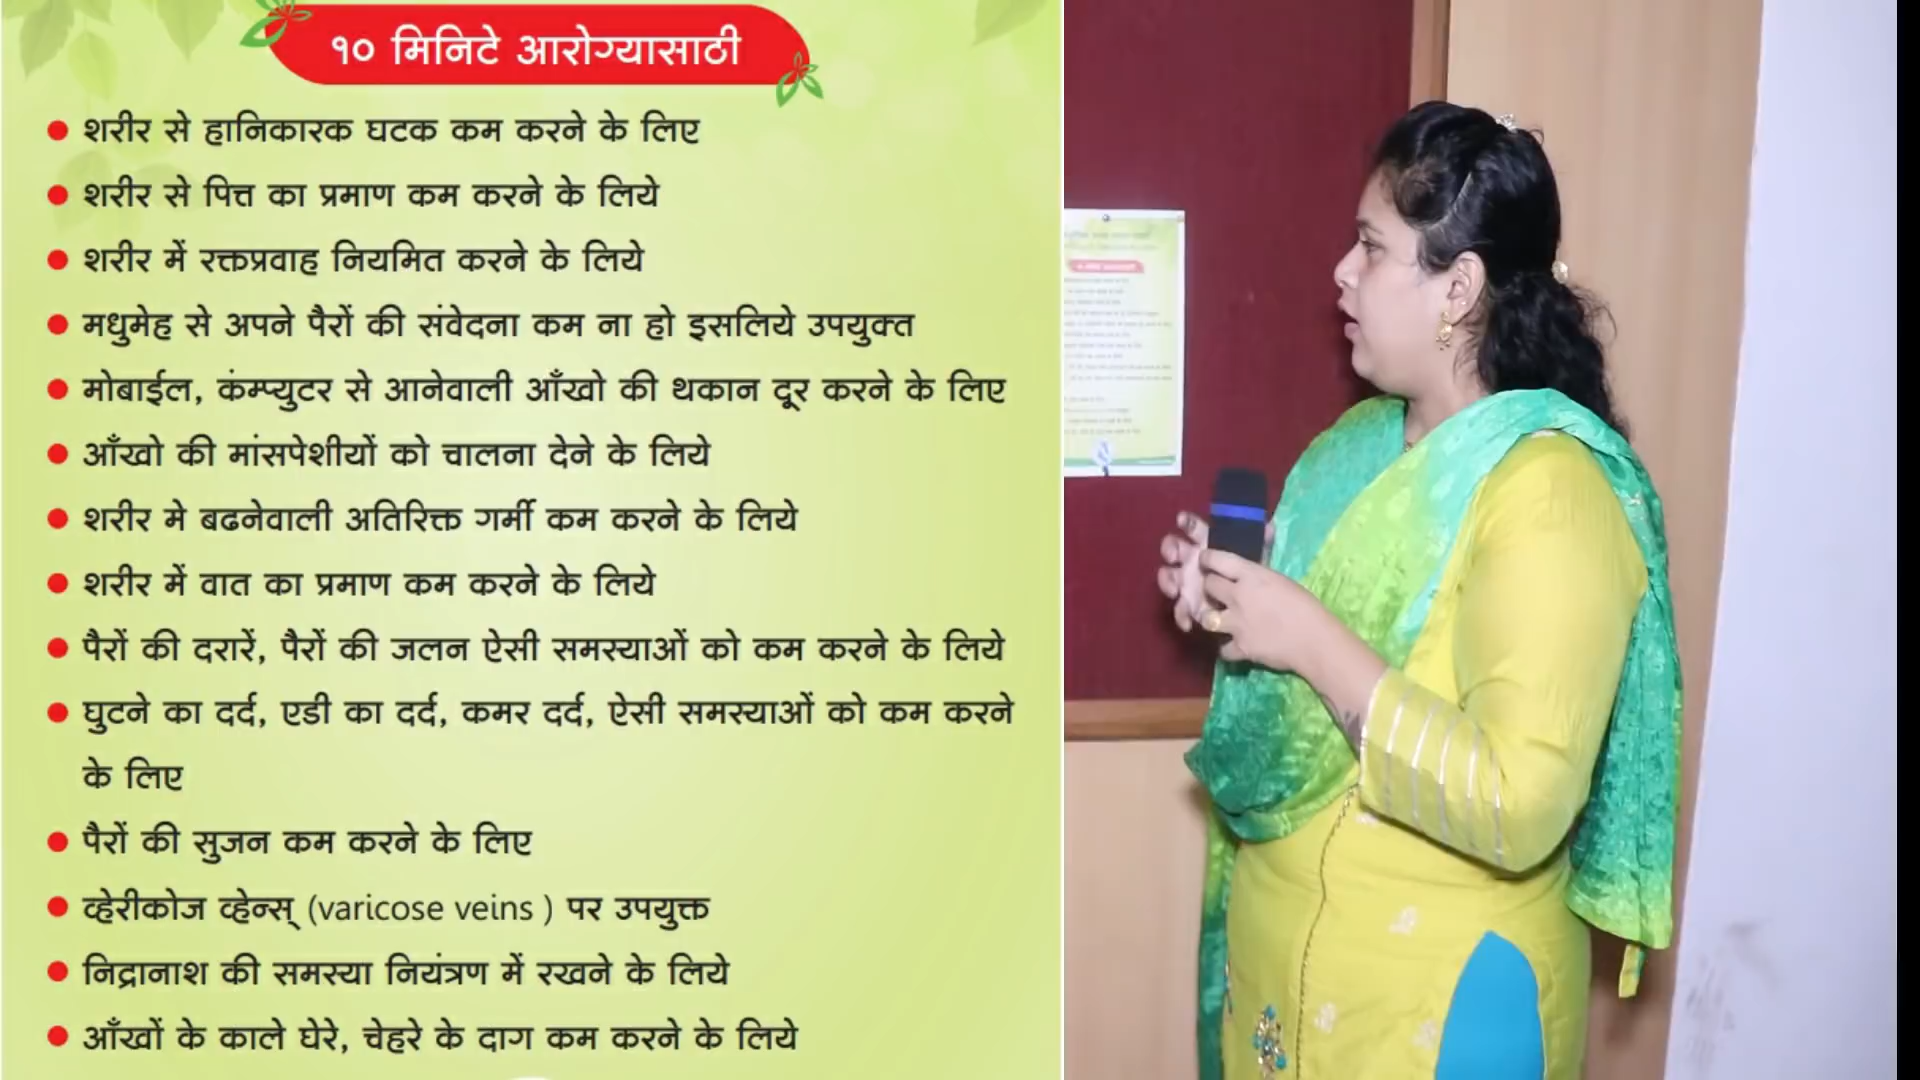 १० मिनिटे आरोग्यासाठी
शरीर से हानिकारक घटक कम करने के लिए
शरीर से पित्त का प्रमाण कम करने के लिये
शरीर में रक्तप्रवाह नियमित करने के लिये
मधुमेह से अपने पैरों की संवेदना कम ना हो इसलिये उपयुक्त
मोबाईल, कंम्प्युटर से आनेवाली आँखो की थकान दूर करने के लिए
आँखो की मांसपेशीयों को चालना देने के लिये
शरीर मे बढनेवाली अतिरिक्त गर्मी कम करने के लिये
शरीर में वात का प्रमाण कम करने के लिये
पैरों की दरारें, पैरों की जलन ऐसी समस्याओं को कम करने के लिये
घुटने का दर्द, एडी का दर्द, कमर दर्द, ऐसी समस्याओं को कम करने
के लिए
पैरों की सुजन कम करने के लिए
व्हेरीकोज व्हेन्स् (varicose veins ) पर उपयुक्त
निद्रानाश की समस्या नियंत्रण में रखने के लिये
आँखों के काले घेरे, चेहरे के दाग कम करने के लिये